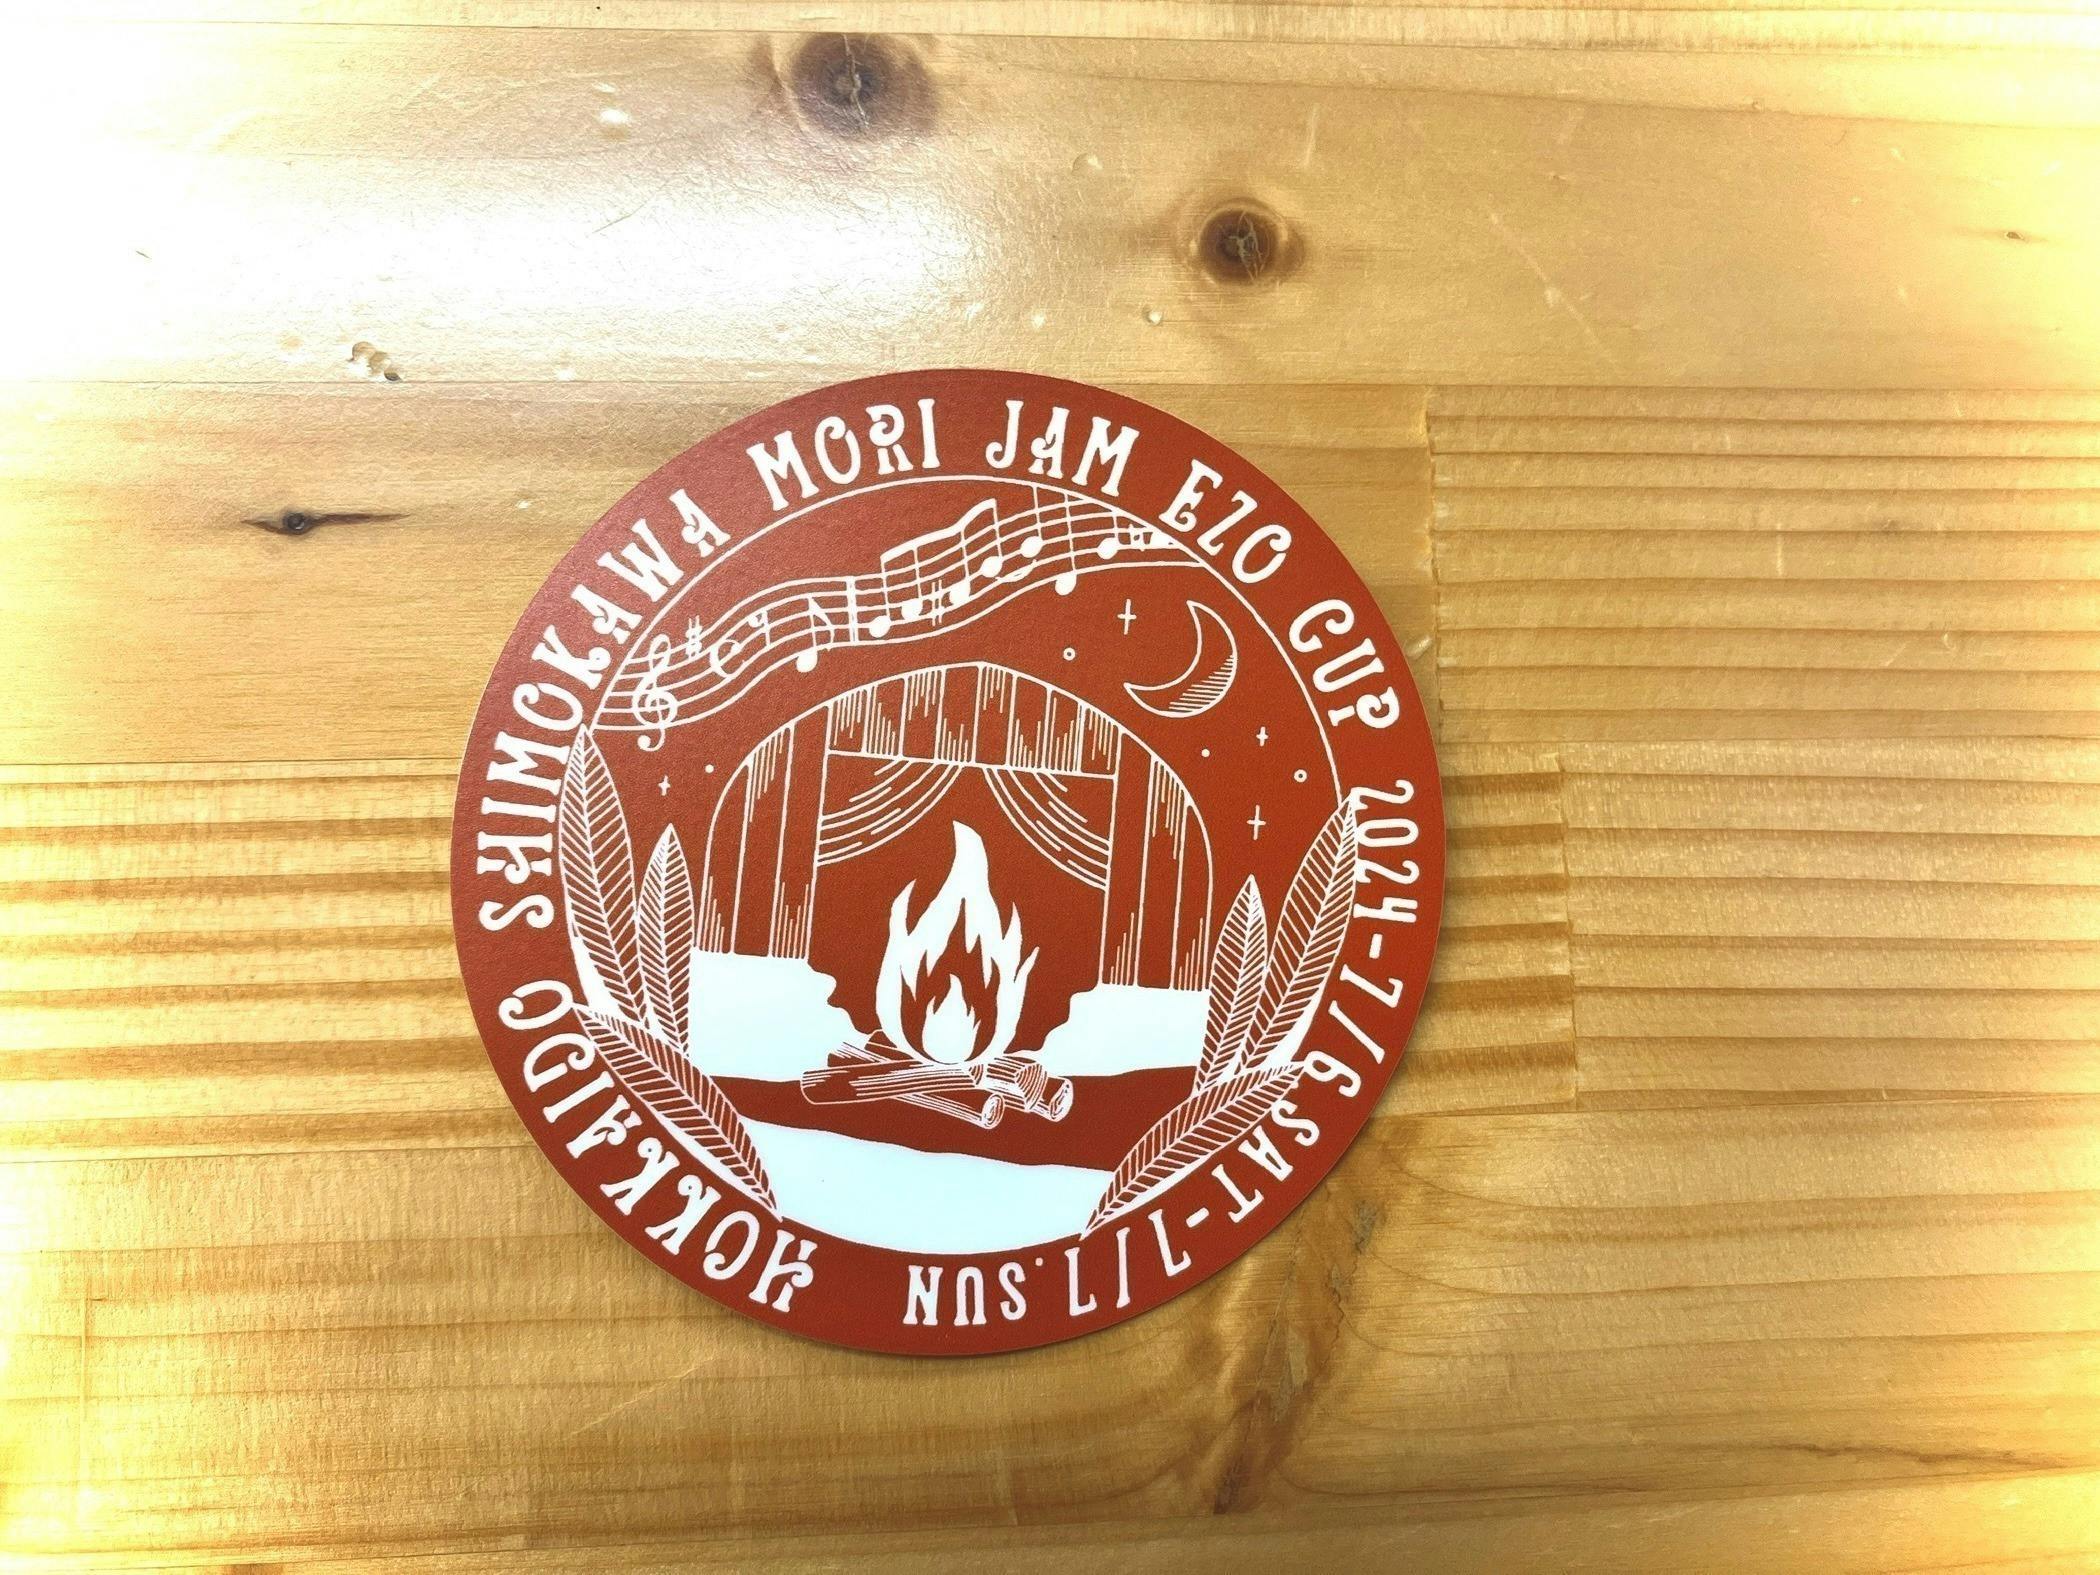 HOKKAIDO SHIMOKAWA MORI JAM EZO CUP 2024-7/6.SAT-7/7.SUN